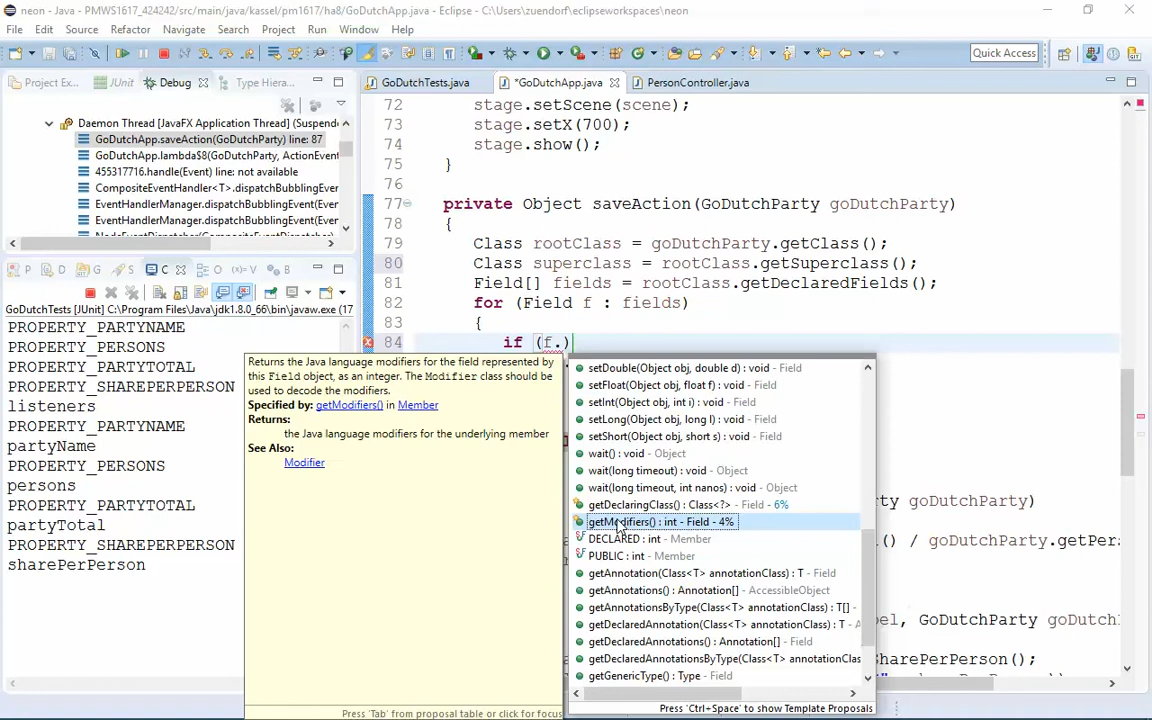 neon - Java - PMWS1617_424242/src/main/java/kassel/pm1617/ha8/GoDutchApp.java - Eclipse - C:\Users\zuendorf\eclipseworkspaces\neon
File Edit Source Refactor Navigate Search Project Run Window Help
Quick Access
Project Ex... JUnit Debug Type Hiera...
GoDutchTests.java *GoDutchApp.java PersonController.java
Daemon Thread [JavaFX Application Thread] (Suspende
GoDutchApp.saveAction(GoDutchParty) line: 87
GoDutchApp.lambda$8(GoDutchParty, ActionEvent
455317716.handle(Event) line: not available
CompositeEventHandler<T>.dispatchBubblingEver
EventHandlerManager.dispatchBubblingEvent(Ever
EventHandlerManager.dispatchBubblingEvent(Ever
72 stage.setScene(scene);
73 stage.setX(700);
74 stage.show();
75 }
76
77 private Object saveAction(GoDutchParty goDutchParty)
78 {
79 Class rootClass = goDutchParty.getClass();
80 Class superclass = rootClass.getSuperclass();
81 Field[] fields = rootClass.getDeclaredFields();
82 for (Field f : fields)
83 {
84 if (f.)
P D G S C O (x)= V B
GoDutchTests [JUnit] C:\Program Files\Java\jdk1.8.0_66\bin\javaw.exe (17
PROPERTY_PARTYNAME
PROPERTY_PERSONS
PROPERTY_PARTYTOTAL
PROPERTY_SHAREPERPERSON
listeners
PROPERTY_PARTYNAME
partyName
PROPERTY_PERSONS
persons
PROPERTY_PARTYTOTAL
partyTotal
PROPERTY_SHAREPERPERSON
sharePerPerson
Returns the Java language modifiers for the field represented by
this Field object, as an integer. The Modifier class should be
used to decode the modifiers.
Specified by: getModifiers() in Member
Returns:
the Java language modifiers for the underlying member
See Also:
Modifier
Press 'Tab' from proposal table or click for focus
setDouble(Object obj, double d) : void - Field
setFloat(Object obj, float f) : void - Field
setInt(Object obj, int i) : void - Field
setLong(Object obj, long l) : void - Field
setShort(Object obj, short s) : void - Field
wait() : void - Object
wait(long timeout) : void - Object
wait(long timeout, int nanos) : void - Object
getDeclaringClass() : Class<?> - Field - 6%
getModifiers() : int - Field - 4%
DECLARED : int - Member
PUBLIC : int - Member
getAnnotation(Class<T> annotationClass) : T - Field
getAnnotations() : Annotation[] - AccessibleObject
getAnnotationsByType(Class<T> annotationClass) : T[] -
getDeclaredAnnotation(Class<T> annotationClass) : T - A
getDeclaredAnnotations() : Annotation[] - Field
getDeclaredAnnotationsByType(Class<T> annotationClas
getGenericType() : Type - Field
Press 'Ctrl+Space' to show Template Proposals
y goDutchParty)
() / goDutchParty.getPer
el, GoDutchParty goDutch
SharePerPerson();